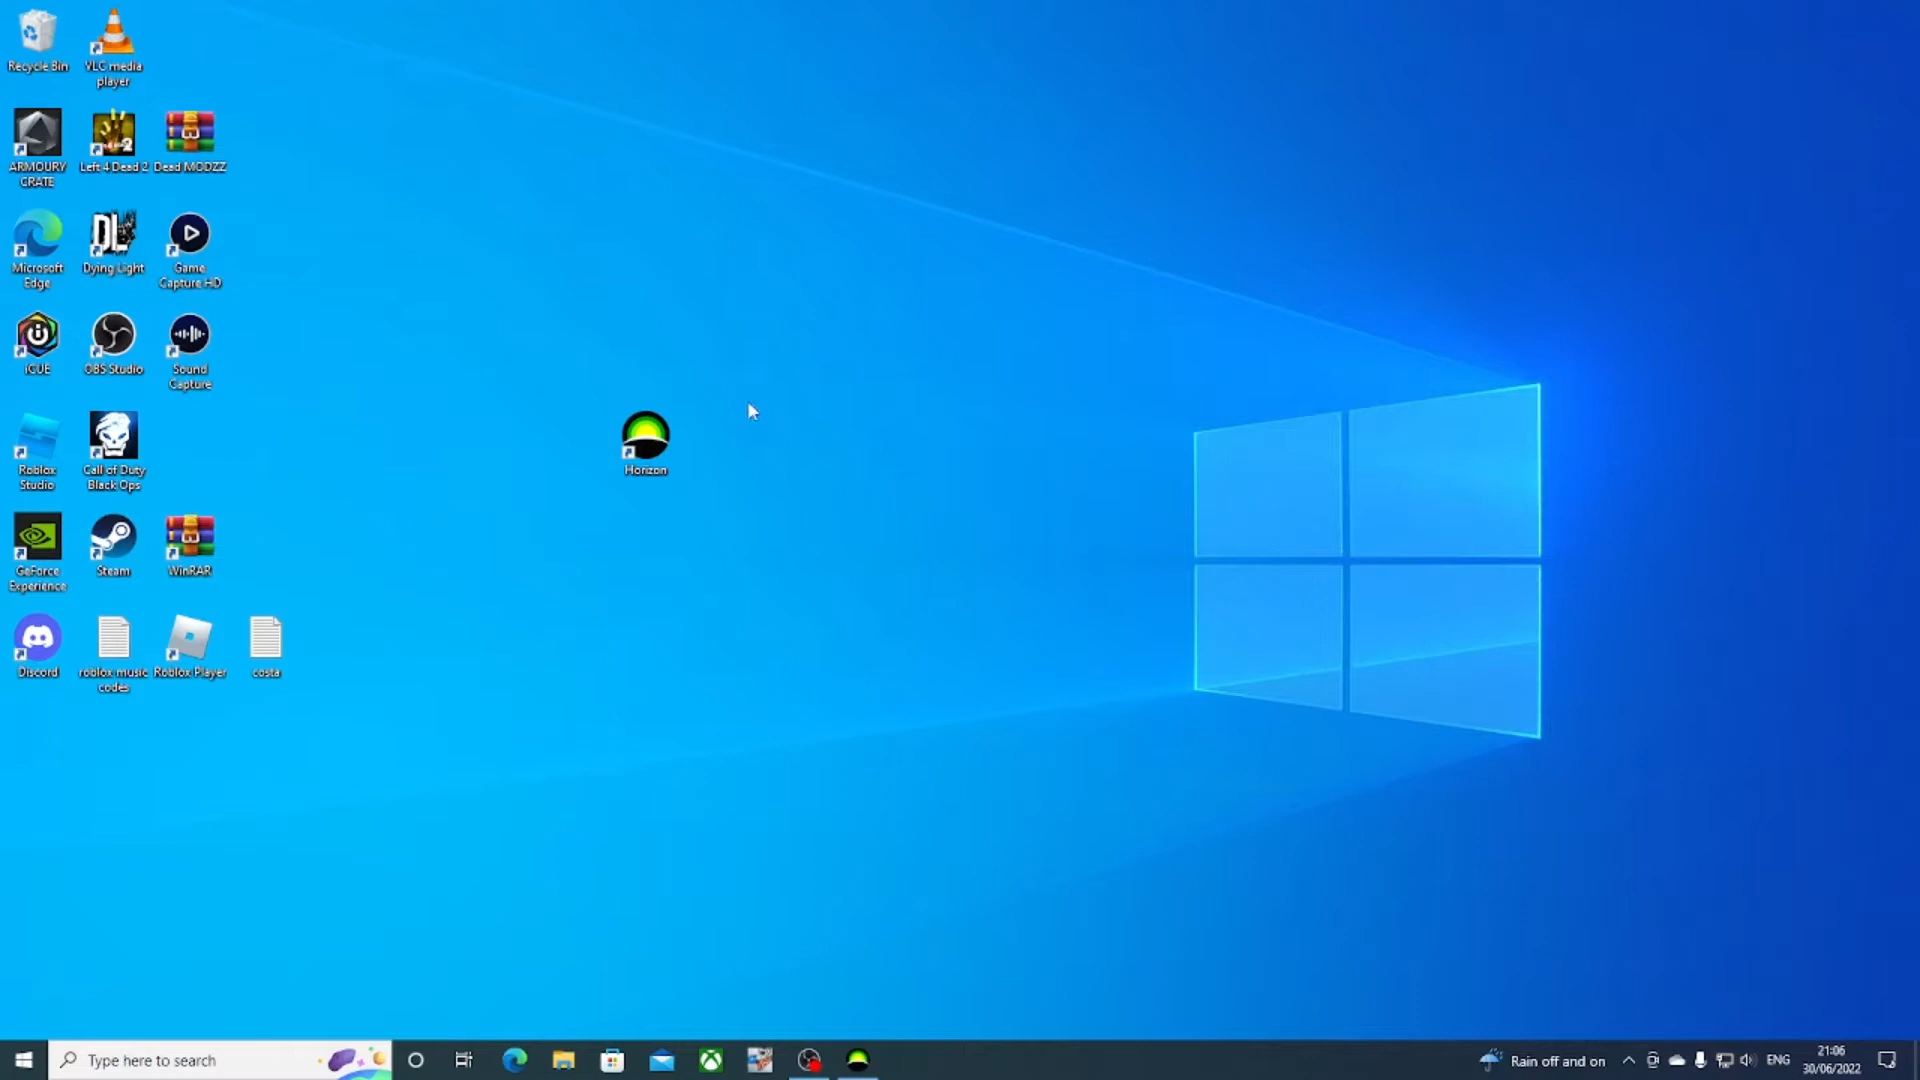 Recycle Bin
VLC media
player
ARMOURY
CRATE
Left 4 Dead 2
Dead MODZZ
Microsoft
Edge
Dying Light
Game
Capture HD
iCUE
OBS Studio
Sound
Capture
Roblox
Studio
Call of Duty
Black Ops
Horizon
GeForce
Experience
Steam
WinRAR
Discord
roblox music
codes
Roblox Player
costa
Type here to search
Rain off and on
ENG
21:06
30/06/2022